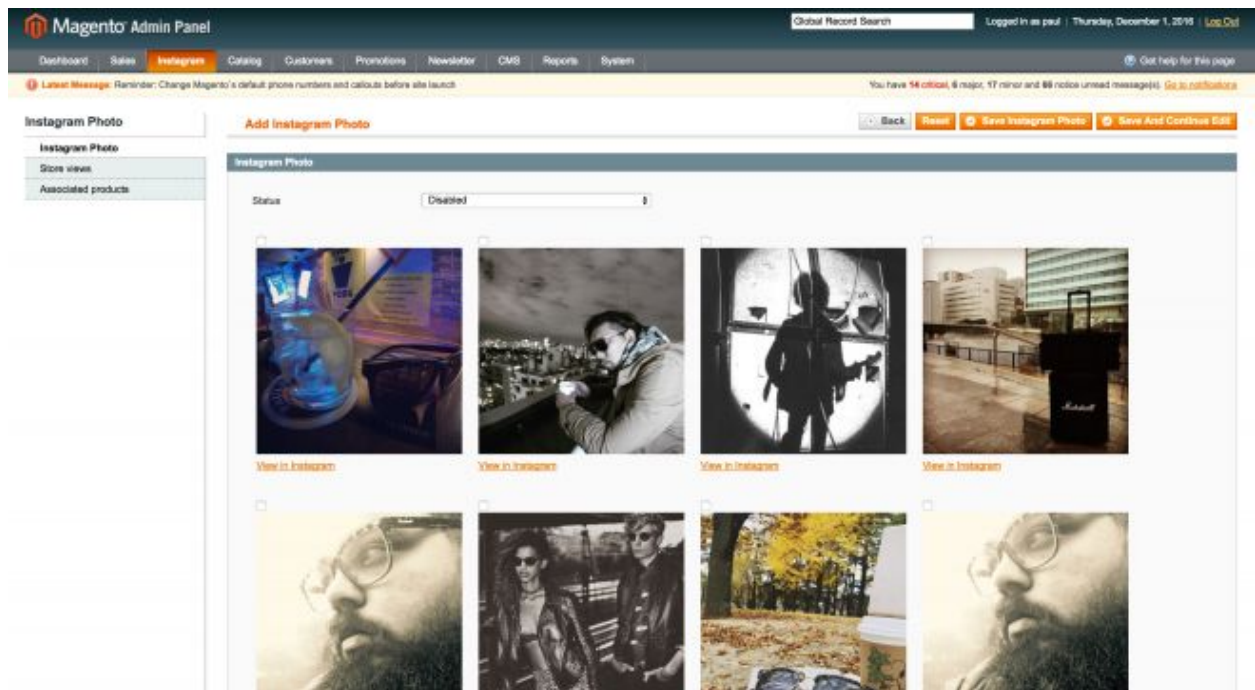 Magento Admin Panel
Global Record Search
Logged in as paul | Thursday, December 1, 2016 | Log Out
Dashboard Sales Instagram Catalog Customers Promotions Newsletter CMS Reports System
Get help for this page
Latest Message: Reminder: Change Magento's default phone numbers and callouts before site launch
You have 14 critical, 6 major, 17 minor and 66 notice unread message(s). Go to notifications
Instagram Photo
Instagram Photo
Store views
Associated products
Add Instagram Photo
Back Reset Save Instagram Photo Save And Continue Edit
Instagram Photo
Status Disabled
Marshall
View in Instagram View in Instagram View in Instagram View in Instagram